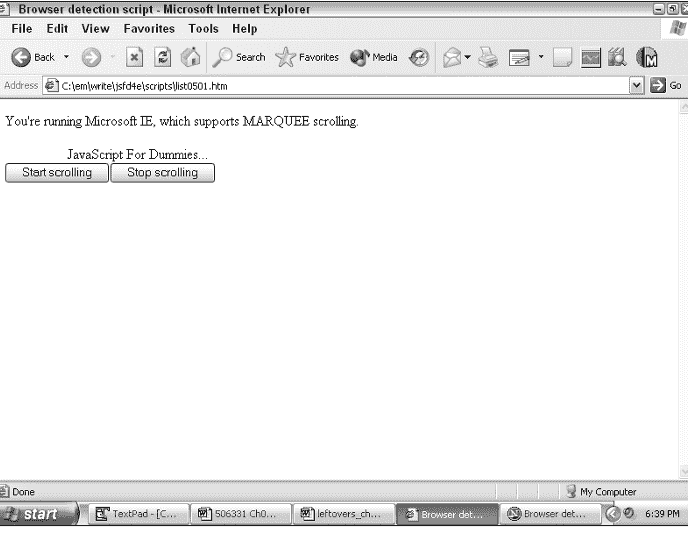 Browser detection script - Microsoft Internet Explorer
File Edit View Favorites Tools Help
Back Search Favorites Media
Address C:\em\write\jsfd4e\scripts\list0501.htm Go
You're running Microsoft IE, which supports MARQUEE scrolling.
JavaScript For Dummies...
Start scrolling Stop scrolling
Done My Computer
start TextPad - [C... 506331 Ch0... leftovers_ch... Browser det... Browser det... 6:39 PM